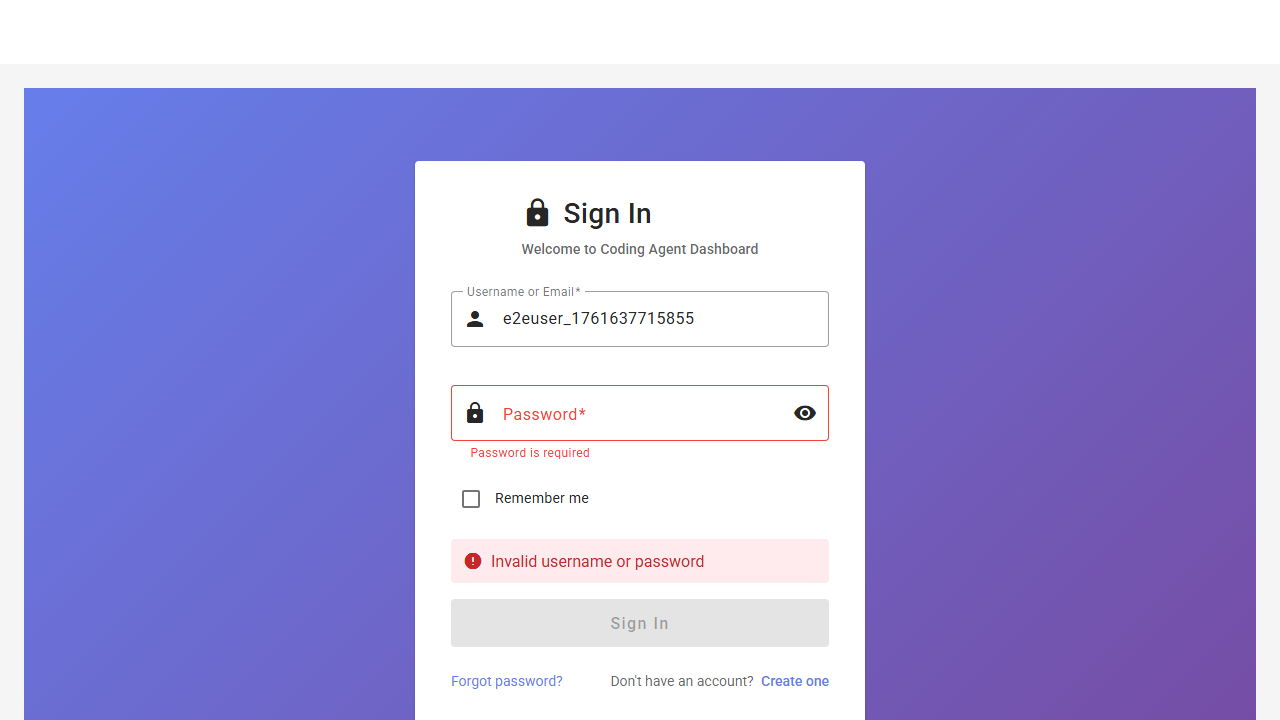 Sign In
Welcome to Coding Agent Dashboard
Username or Email*
e2euser_1761637715855
Password*
Password is required
Remember me
Invalid username or password
Sign In
Forgot password? Don't have an account? Create one